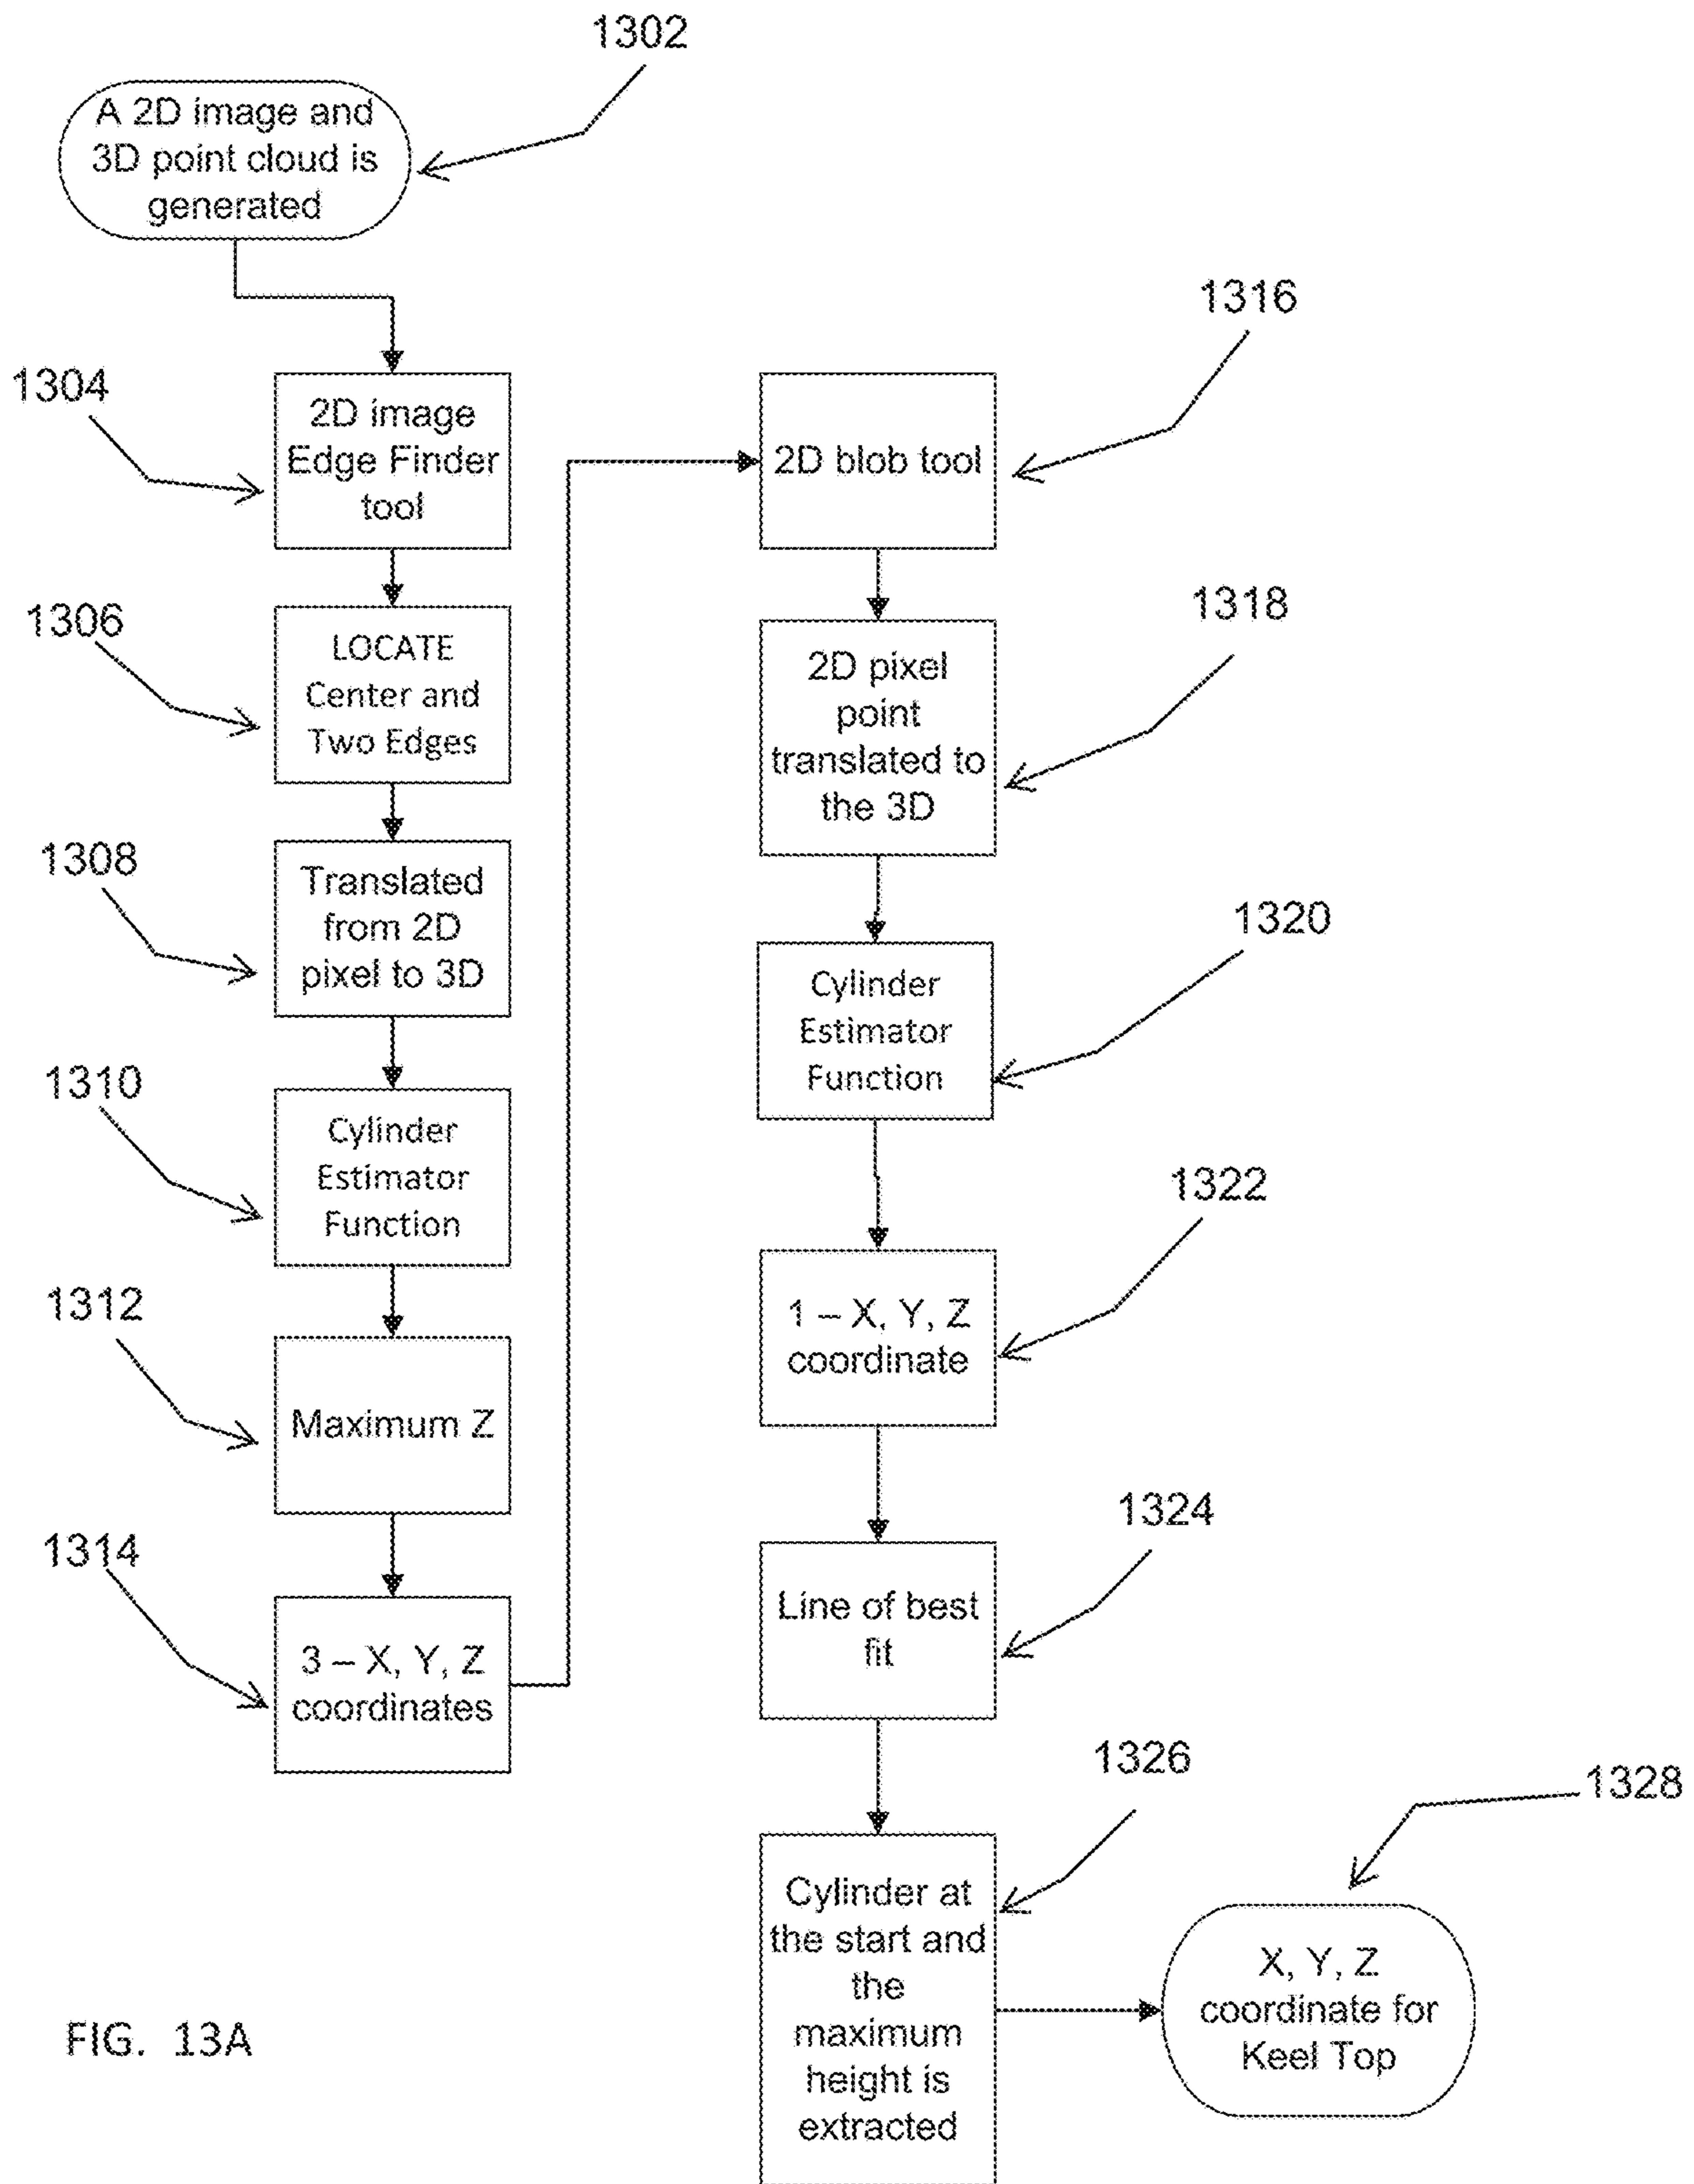 1302
A 2D image and
3D point cloud is
generated
1304
2D image
Edge Finder
tool
1306
LOCATE
Center and
Two Edges
1308
Translated
from 2D
pixel to 3D
1310
Cylinder
Estimator
Function
1312
Maximum Z
1314
3 – X, Y, Z
coordinates
1316
2D blob tool
1318
2D pixel
point
translated to
the 3D
1320
Cylinder
Estimator
Function
1322
1 – X, Y, Z
coordinate
1324
Line of best
fit
1326
Cylinder at
the start and
the
maximum
height is
extracted
1328
X, Y, Z
coordinate for
Keel Top
FIG. 13A